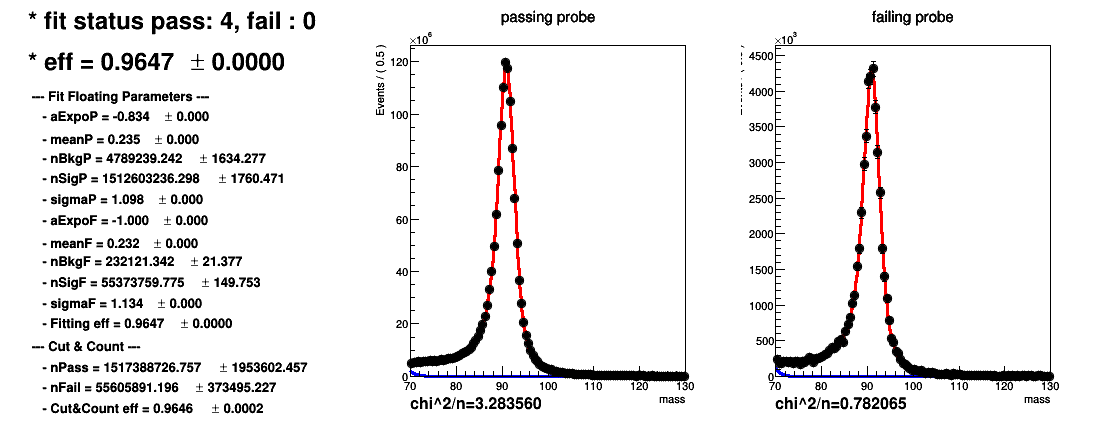 * fit status pass: 4, fail : 0
* eff = 0.9647 ± 0.0000
--- Fit Floating Parameters ---
- aExpoP = -0.834 ± 0.000
- meanP = 0.235 ± 0.000
- nBkgP = 4789239.242 ± 1634.277
- nSigP = 1512603236.298 ± 1760.471
- sigmaP = 1.098 ± 0.000
- aExpoF = -1.000 ± 0.000
- meanF = 0.232 ± 0.000
- nBkgF = 232121.342 ± 21.377
- nSigF = 55373759.775 ± 149.753
- sigmaF = 1.134 ± 0.000
- Fitting eff = 0.9647 ± 0.0000
--- Cut & Count ---
- nPass = 1517388726.757 ± 1953602.457
- nFail = 55605891.196 ± 373495.227
- Cut&Count eff = 0.9646 ± 0.0002
passing probe
×10⁶
Events / ( 0.5 )
120
100
80
60
40
20
0
70 80 90 100 110 120 130
mass
chi^2/n=3.283560
failing probe
×10³
4500
4000
3500
3000
2500
2000
1500
1000
500
0
70 80 90 100 110 120 130
mass
chi^2/n=0.782065